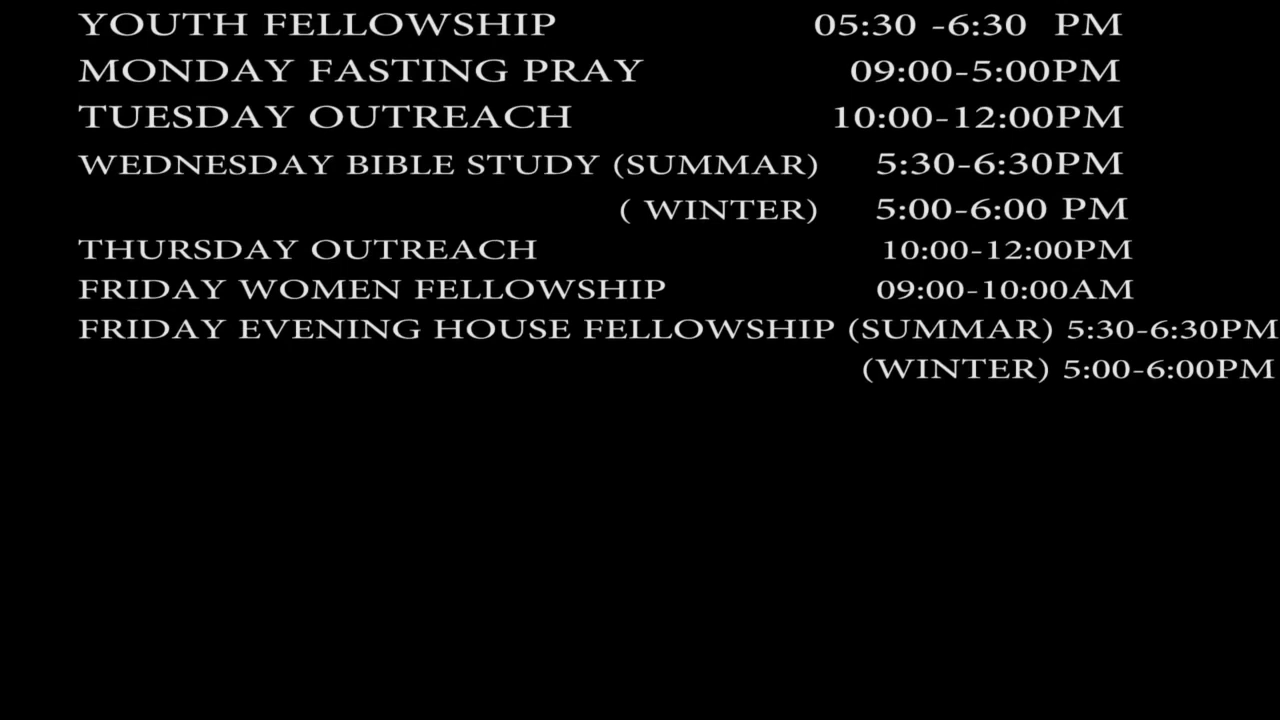 YOUTH FELLOWSHIP 05:30 -6:30 PM
MONDAY FASTING PRAY 09:00-5:00PM
TUESDAY OUTREACH 10:00-12:00PM
WEDNESDAY BIBLE STUDY (SUMMAR) 5:30-6:30PM
( WINTER) 5:00-6:00 PM
THURSDAY OUTREACH 10:00-12:00PM
FRIDAY WOMEN FELLOWSHIP 09:00-10:00AM
FRIDAY EVENING HOUSE FELLOWSHIP (SUMMAR) 5:30-6:30PM
(WINTER) 5:00-6:00PM